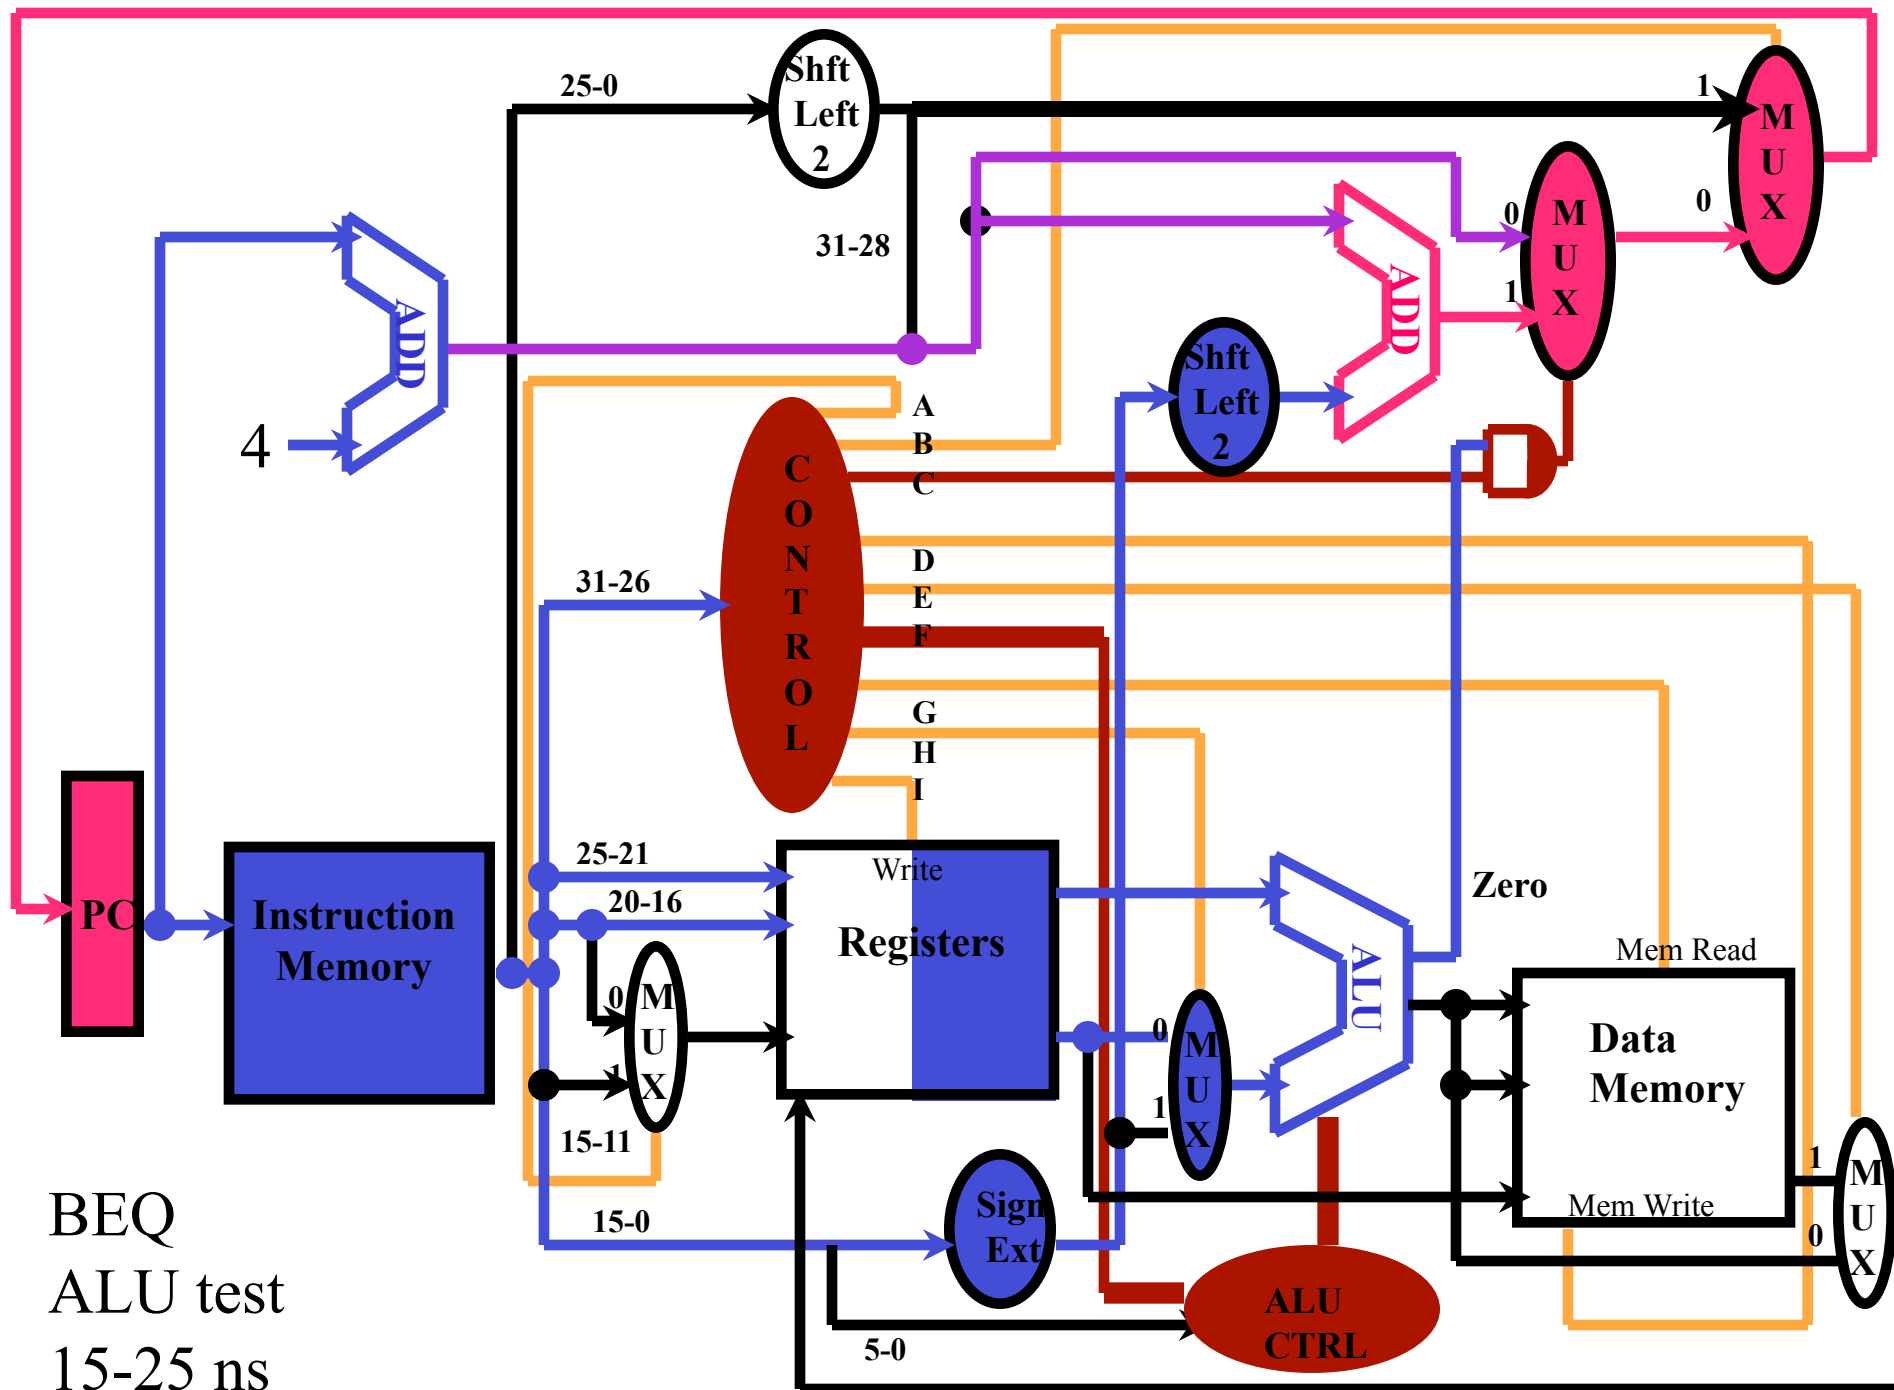 25-0
Shft
Left
2
1
M
U
X
0
31-28
0
M
U
X
1
ADD
ADD
4
Shft
Left
2
A
B
C
D
E
F
G
H
I
C
O
N
T
R
O
L
31-26
25-21
20-16
Write
Registers
PC
Instruction
Memory
0
M
U
X
1
15-11
15-0
Sign
Ext
5-0
0
M
U
X
1
ALU
Zero
Mem Read
Data
Memory
Mem Write
1
M
U
X
0
ALU
CTRL
BEQ
ALU test
15-25 ns